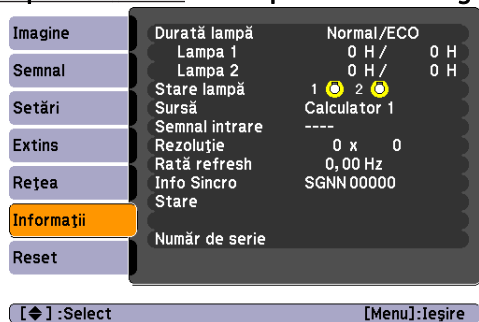 Imagine
Semnal
Setări
Extins
Reţea
Informaţii
Reset
Durată lampă Normal/ECO
Lampa 1 0 H/ 0 H
Lampa 2 0 H/ 0 H
Stare lampă 1 2
Sursă Calculator 1
Semnal intrare ----
Rezoluţie 0 x 0
Rată refresh 0,00 Hz
Info Sincro SGNN 00000
Stare
Număr de serie
[◆] :Select [Menu]:Ieşire